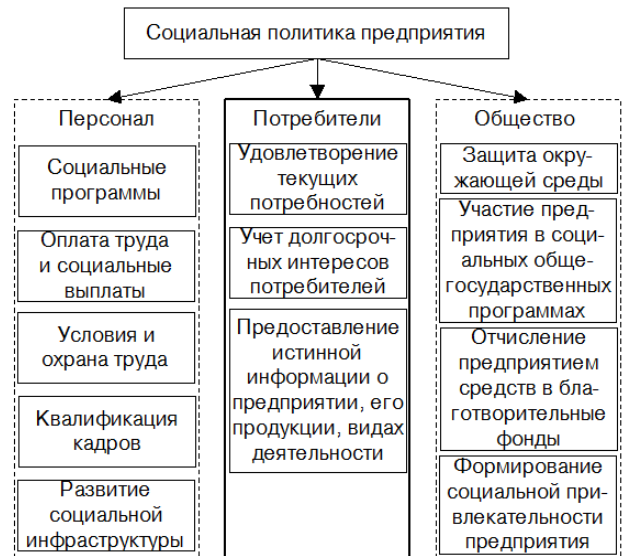 Социальная политика предприятия
Персонал
Социальные
программы
Оплата труда
и социальные
выплаты
Условия и
охрана труда
Квалификация
кадров
Развитие
социальной
инфраструктуры
Потребители
Удовлетворение
текущих
потребностей
Учет долгосроч-
ных интересов
потребителей
Предоставление
истинной
информации о
предприятии, его
продукции, видах
деятельности
Общество
Защита окру-
жающей среды
Участие пред-
приятия в соци-
альных обще-
государственных
программах
Отчисление
предприятием
средств в бла-
готворительные
фонды
Формирование
социальной при-
влекательности
предприятия